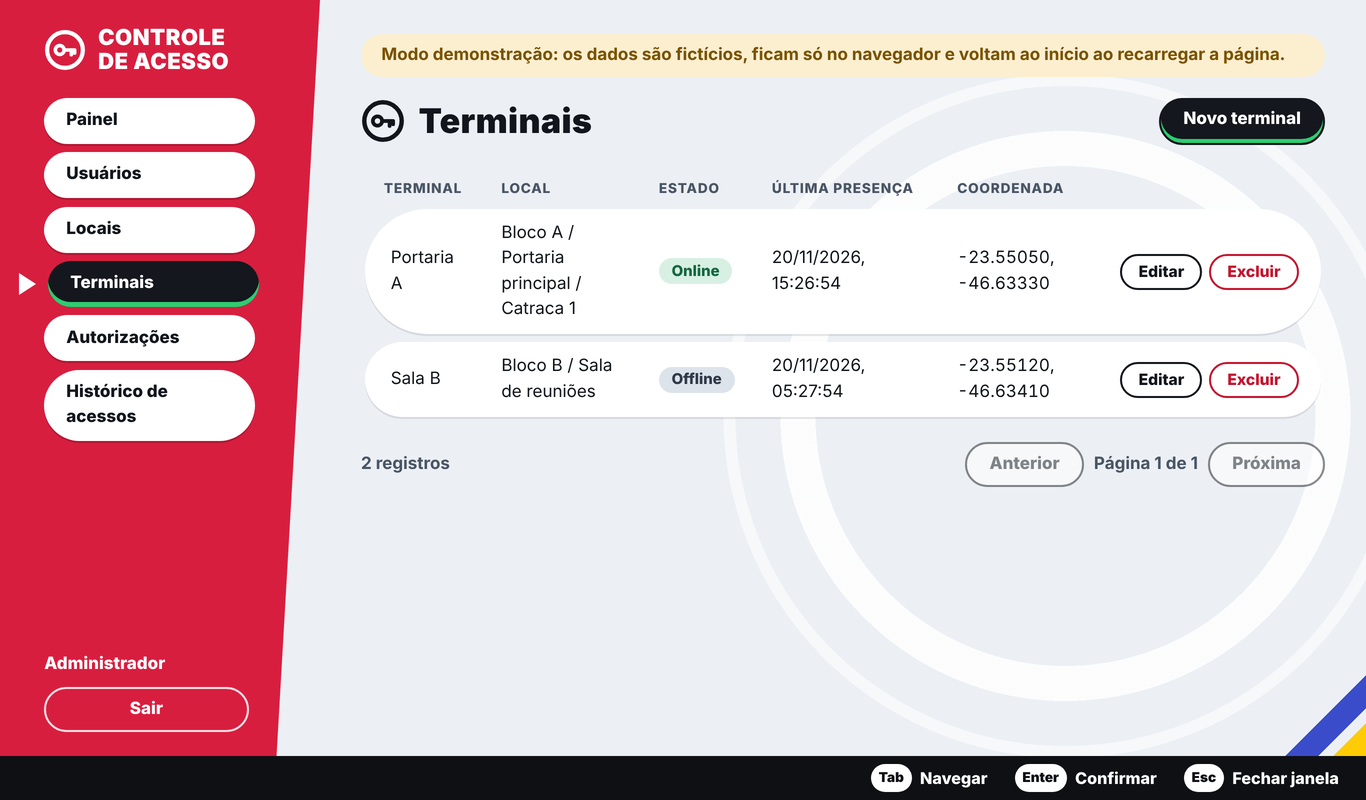 CONTROLE
DE ACESSO
Painel
Usuários
Locais
Terminais
Autorizações
Histórico de
acessos
Administrador
Sair
Modo demonstração: os dados são fictícios, ficam só no navegador e voltam ao início ao recarregar a página.
Terminais
Novo terminal
TERMINAL LOCAL ESTADO ÚLTIMA PRESENÇA COORDENADA
Portaria
A
Bloco A /
Portaria
principal /
Catraca 1
Online
20/11/2026,
15:26:54
-23.55050,
-46.63330
Editar Excluir
Sala B
Bloco B / Sala
de reuniões
Offline
20/11/2026,
05:27:54
-23.55120,
-46.63410
Editar Excluir
2 registros
Anterior Página 1 de 1 Próxima
Tab Navegar Enter Confirmar Esc Fechar janela